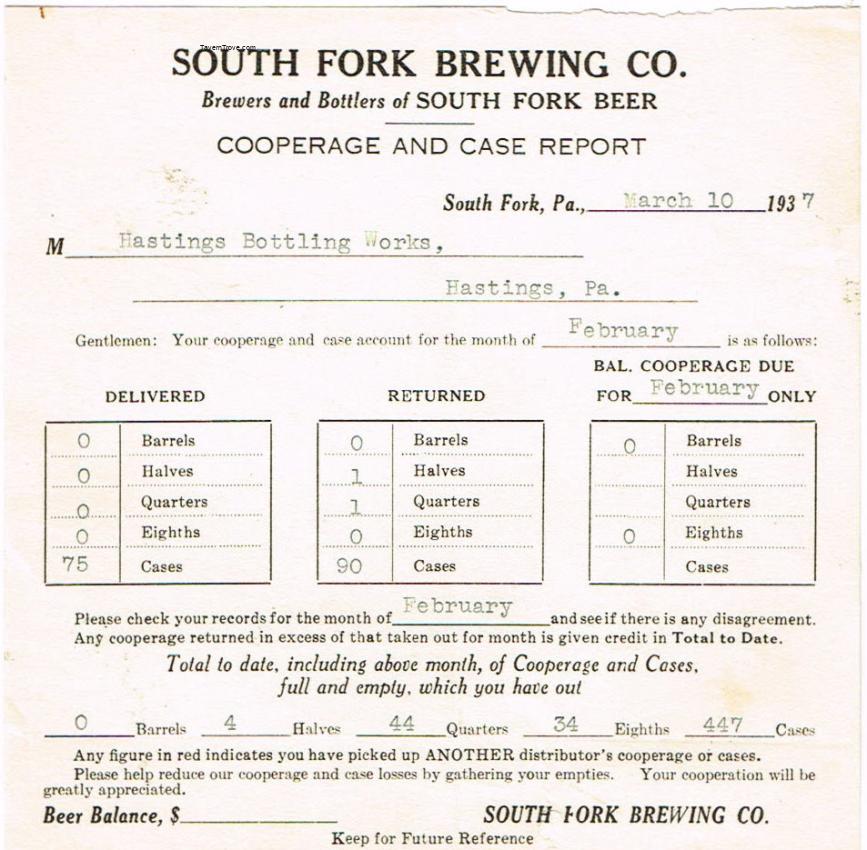 TavernTrove.com
SOUTH FORK BREWING CO.
Brewers and Bottlers of SOUTH FORK BEER
COOPERAGE AND CASE REPORT
South Fork, Pa., March 10 1937
M Hastings Bottling Works,
Hastings, Pa.
Gentlemen: Your cooperage and case account for the month of February is as follows:
DELIVERED
0 Barrels
0 Halves
0 Quarters
0 Eighths
75 Cases
RETURNED
0 Barrels
1 Halves
1 Quarters
0 Eighths
90 Cases
BAL. COOPERAGE DUE
FOR February ONLY
0 Barrels
Halves
Quarters
0 Eighths
Cases
Please check your records for the month of February and see if there is any disagreement.
Any cooperage returned in excess of that taken out for month is given credit in Total to Date.
Total to date, including above month, of Cooperage and Cases,
full and empty, which you have out
0 Barrels 4 Halves 44 Quarters 34 Eighths 447 Cases
Any figure in red indicates you have picked up ANOTHER distributor's cooperage or cases.
Please help reduce our cooperage and case losses by gathering your empties. Your cooperation will be
greatly appreciated.
Beer Balance, $ SOUTH FORK BREWING CO.
Keep for Future Reference